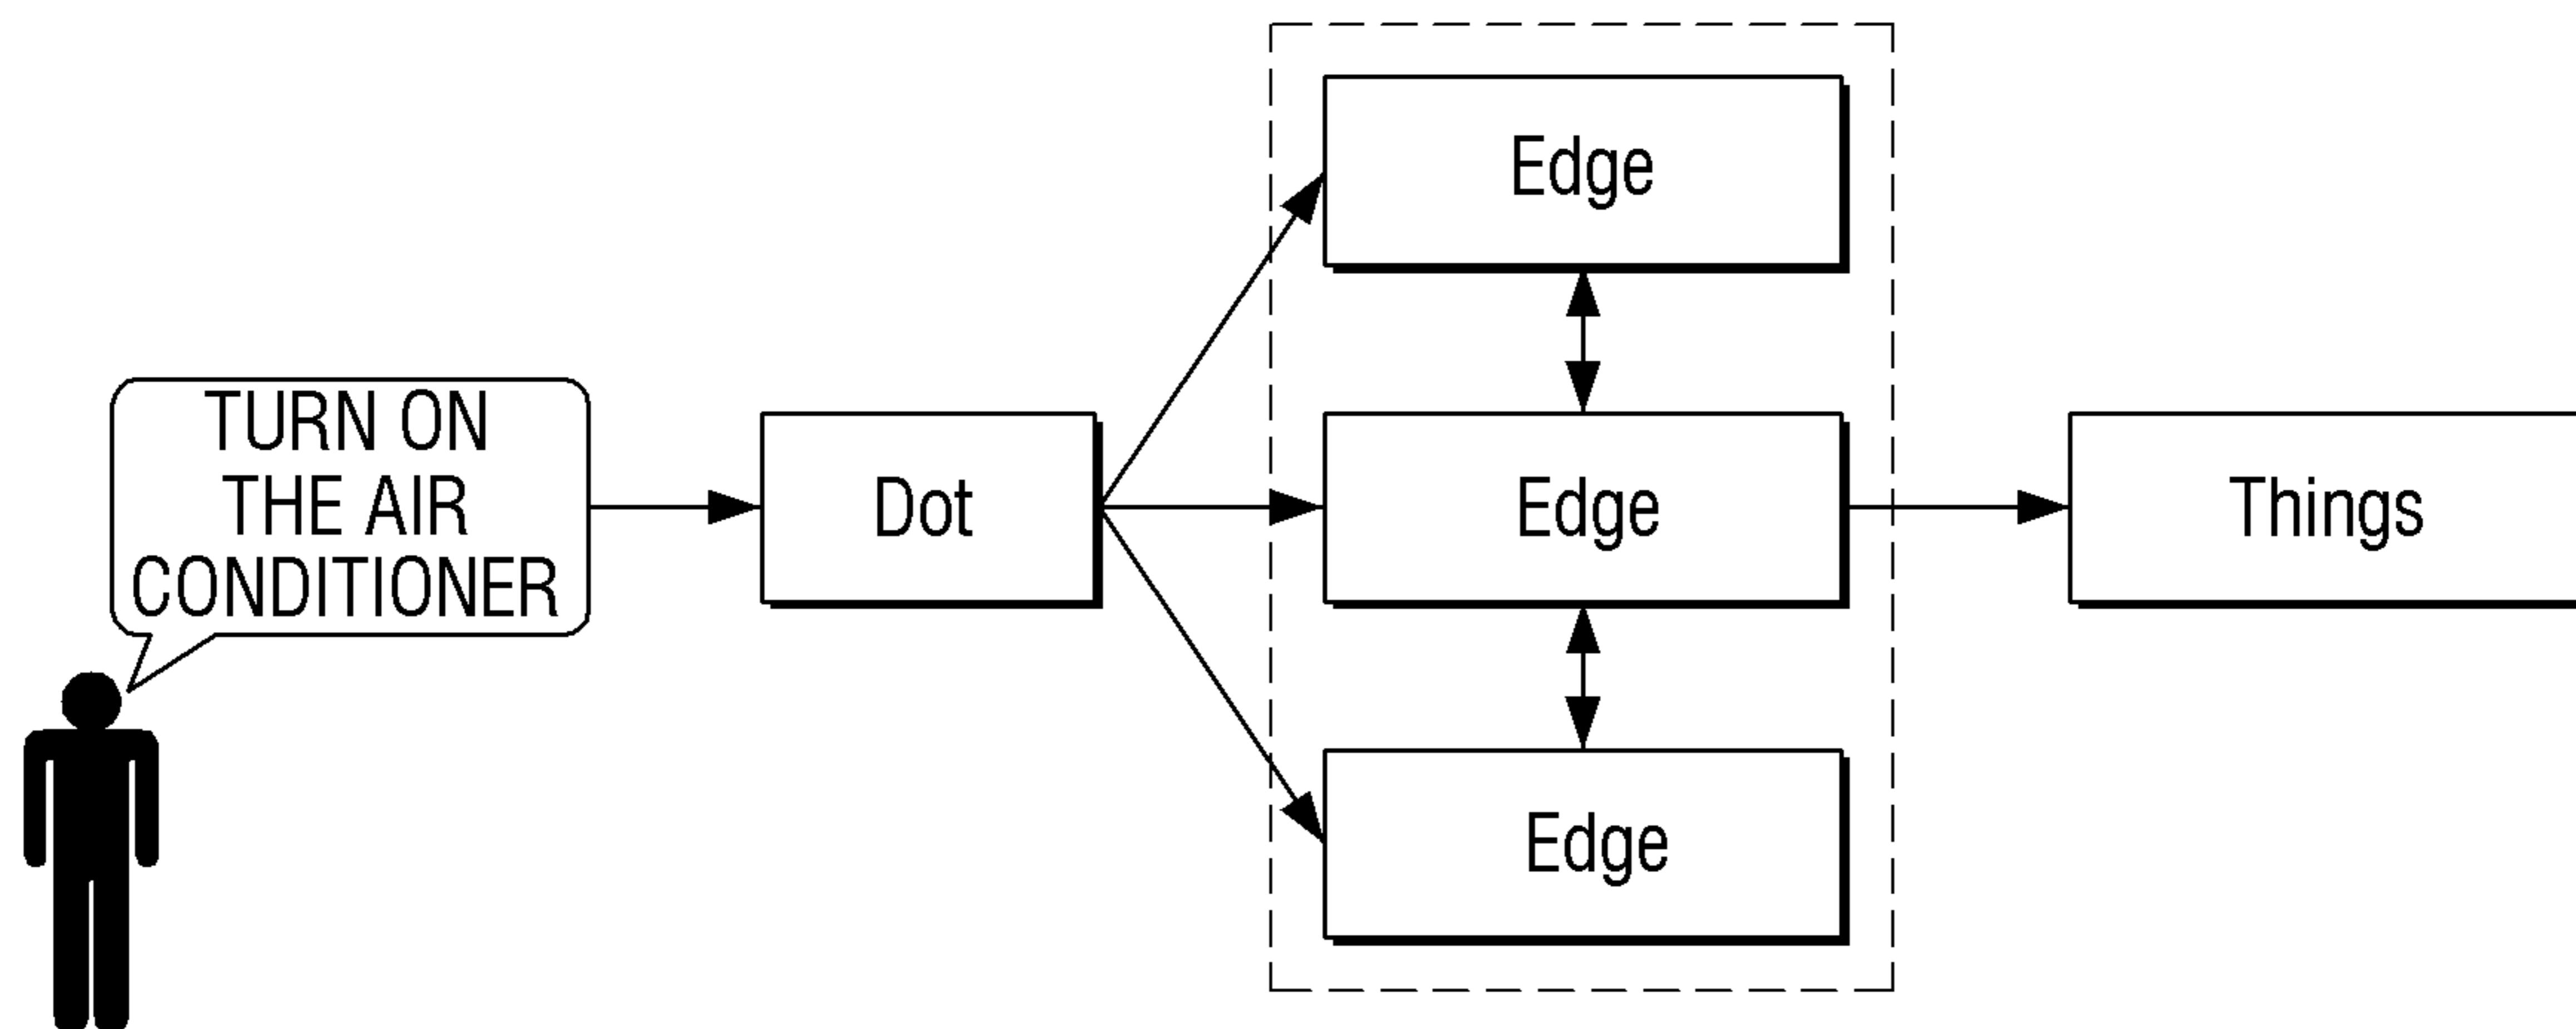 TURN ON
THE AIR
CONDITIONER
Dot
Edge
Edge
Edge
Things